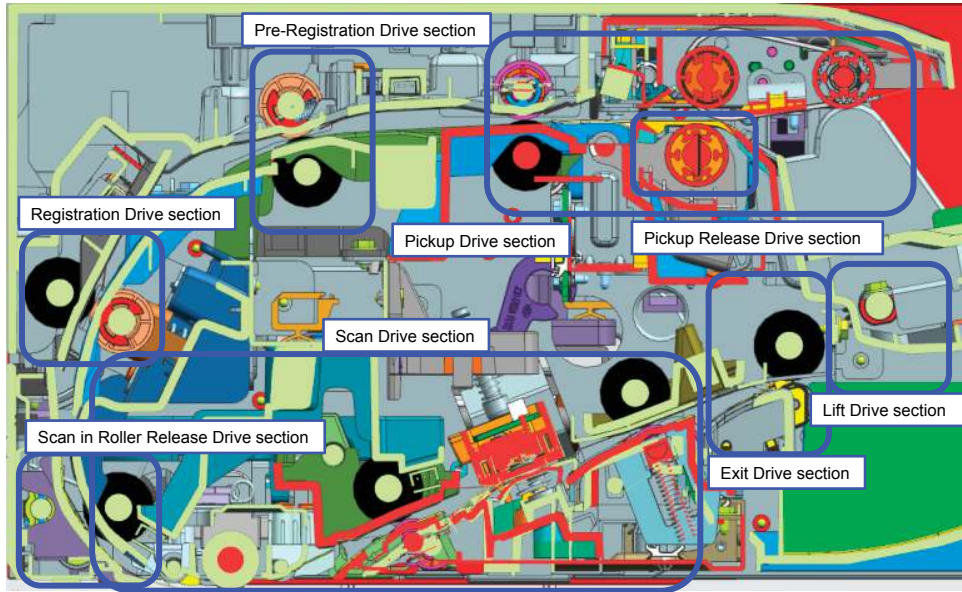 Pre-Registration Drive section
Registration Drive section
Pickup Drive section
Pickup Release Drive section
Scan Drive section
Lift Drive section
Scan in Roller Release Drive section
Exit Drive section